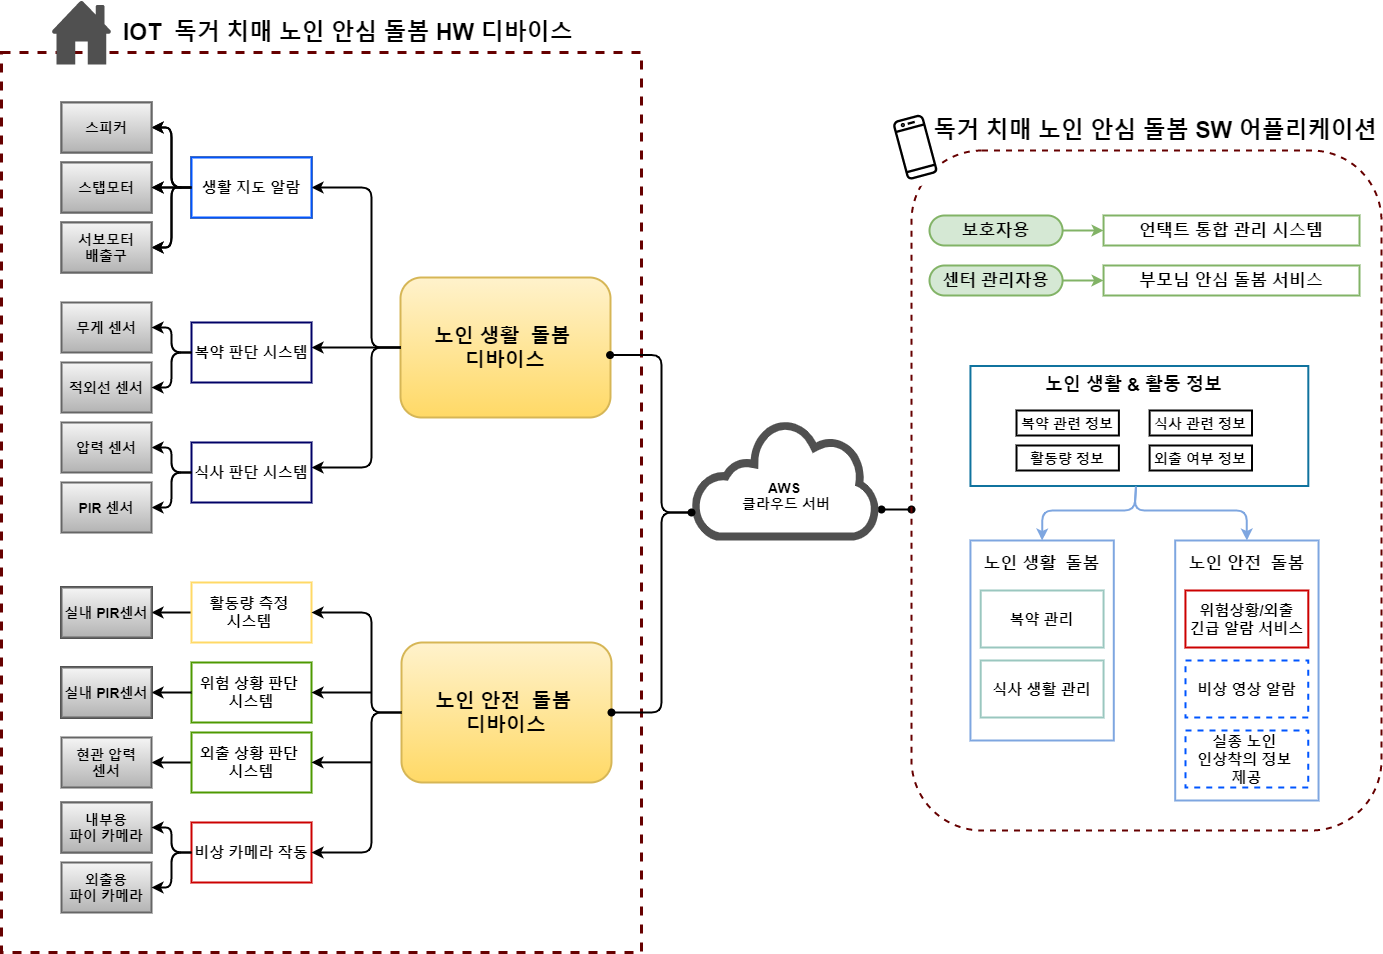 IOT 독거 치매 노인 안심 돌봄 HW 디바이스
스피커
스탭모터
서보모터
배출구
생활 지도 알람
무게 센서
적외선 센서
복약 판단 시스템
압력 센서
PIR 센서
식사 판단 시스템
노인 생활 돌봄
디바이스
실내 PIR센서
활동량 측정
시스템
실내 PIR센서
위험 상황 판단
시스템
현관 압력
센서
외출 상황 판단
시스템
내부용
파이 카메라
외출용
파이 카메라
비상 카메라 작동
노인 안전 돌봄
디바이스
AWS
클라우드 서버
독거 치매 노인 안심 돌봄 SW 어플리케이션
보호자용
언택트 통합 관리 시스템
센터 관리자용
부모님 안심 돌봄 서비스
노인 생활 & 활동 정보
복약 관련 정보
식사 관련 정보
활동량 정보
외출 여부 정보
노인 생활 돌봄
복약 관리
식사 생활 관리
노인 안전 돌봄
위험상황/외출
긴급 알람 서비스
비상 영상 알람
실종 노인
인상착의 정보
제공